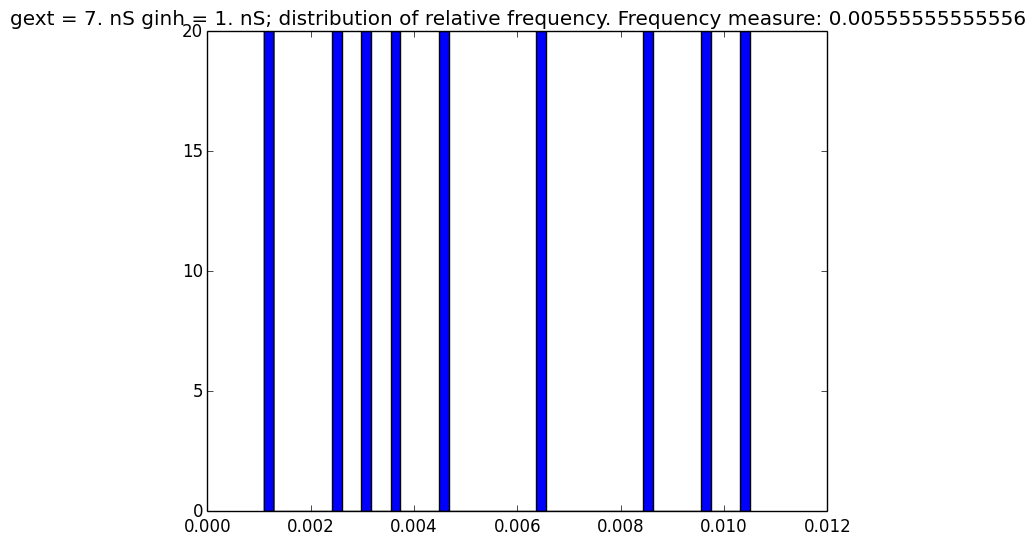 gext = 7. nS ginh = 1. nS; distribution of relative frequency. Frequency measure: 0.00555555555556
20
15
10
5
0
0.000 0.002 0.004 0.006 0.008 0.010 0.012